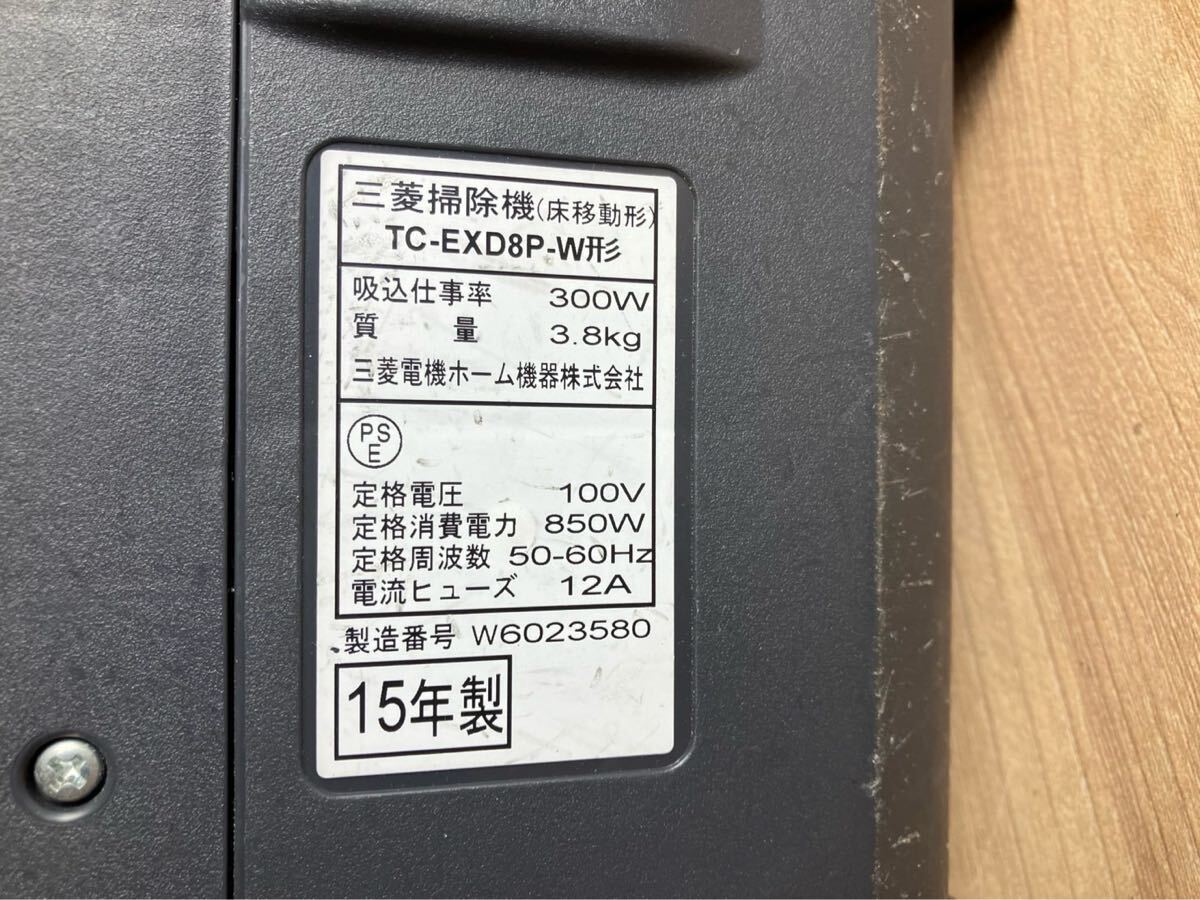 三菱掃除機(床移動形)
TC-EXD8P-W形
吸込仕事率 300W
質量 3.8kg
三菱電機ホーム機器株式会社
PS
E
定格電圧 100V
定格消費電力 850W
定格周波数 50-60Hz
電流ヒューズ 12A
製造番号 W6023580
15年製